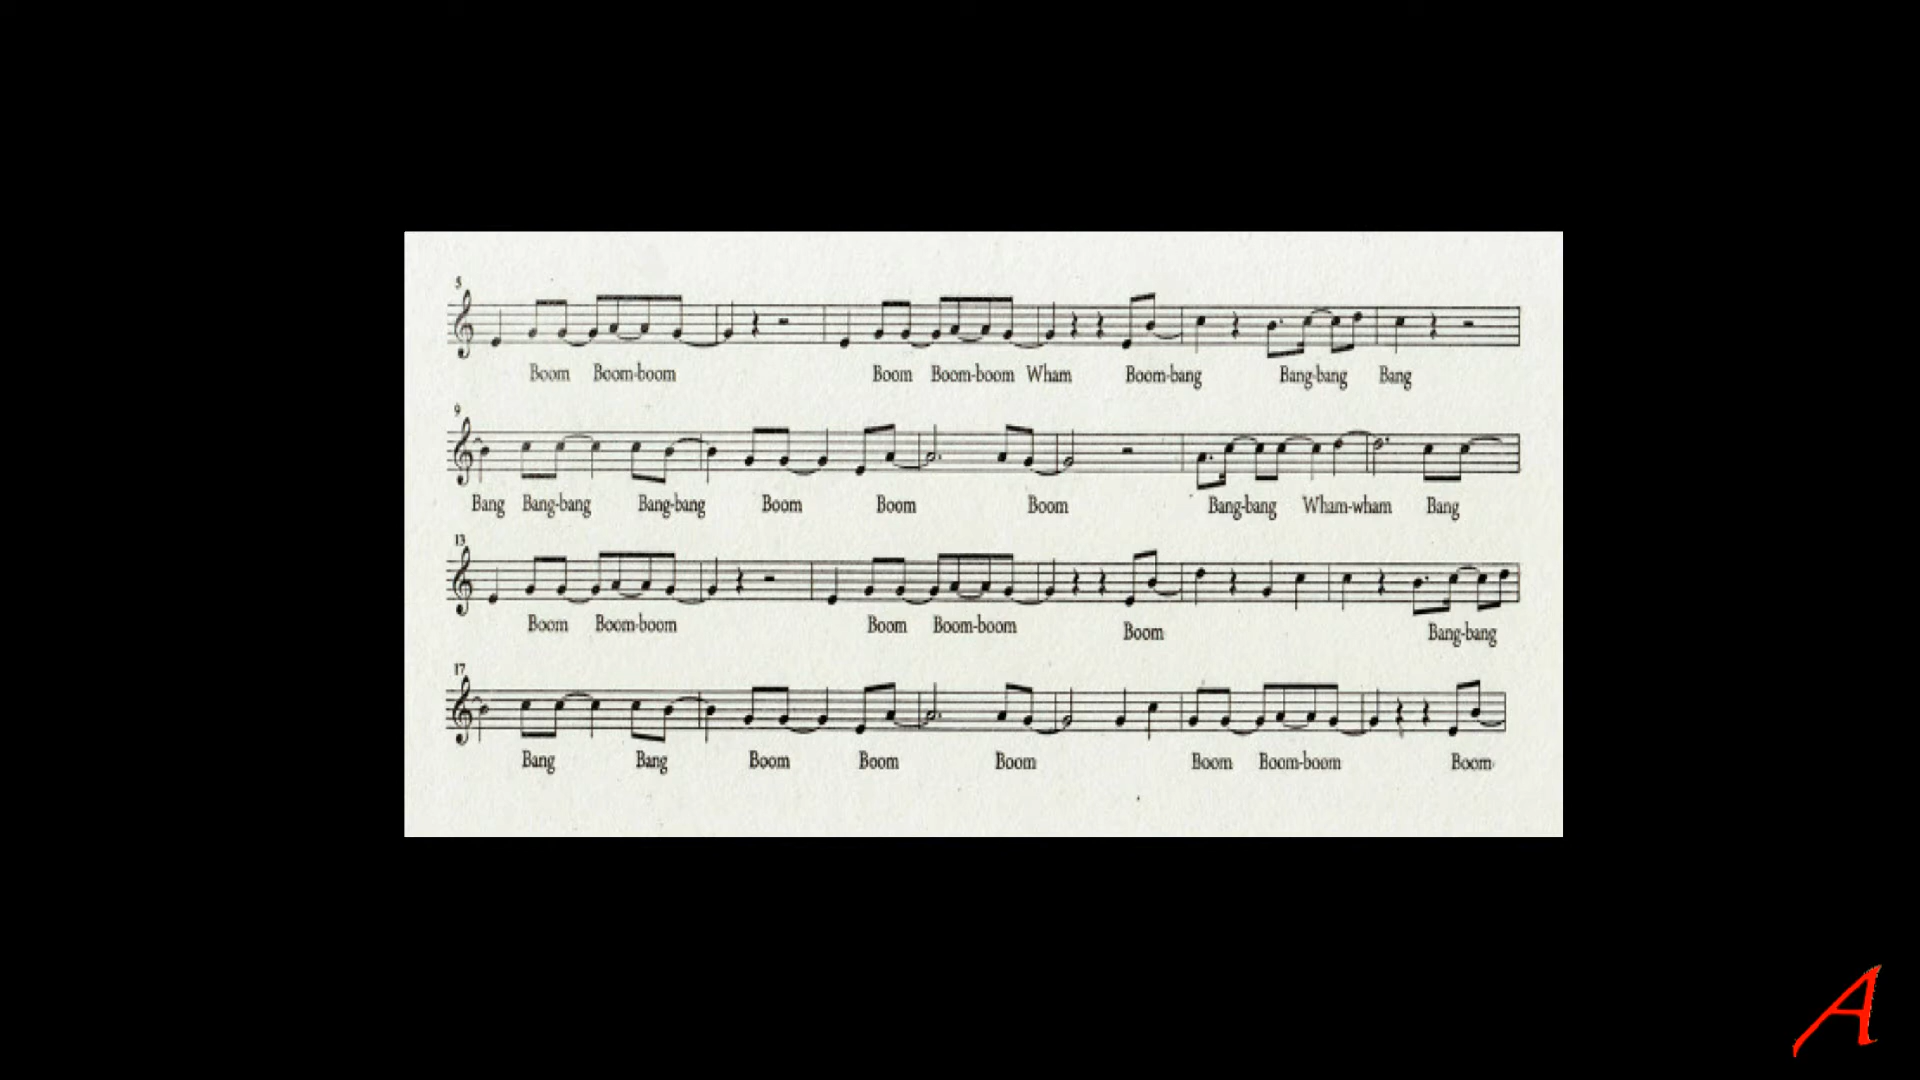 5
Boom Boom-boom Boom Boom-boom Wham Boom-bang Bang-bang Bang
9
Bang Bang-bang Bang-bang Boom Boom Boom Bang-bang Wham-wham Bang
13
Boom Boom-boom Boom Boom-boom Boom Bang-bang
17
Bang Bang Boom Boom Boom Boom Boom-boom Boom-
A